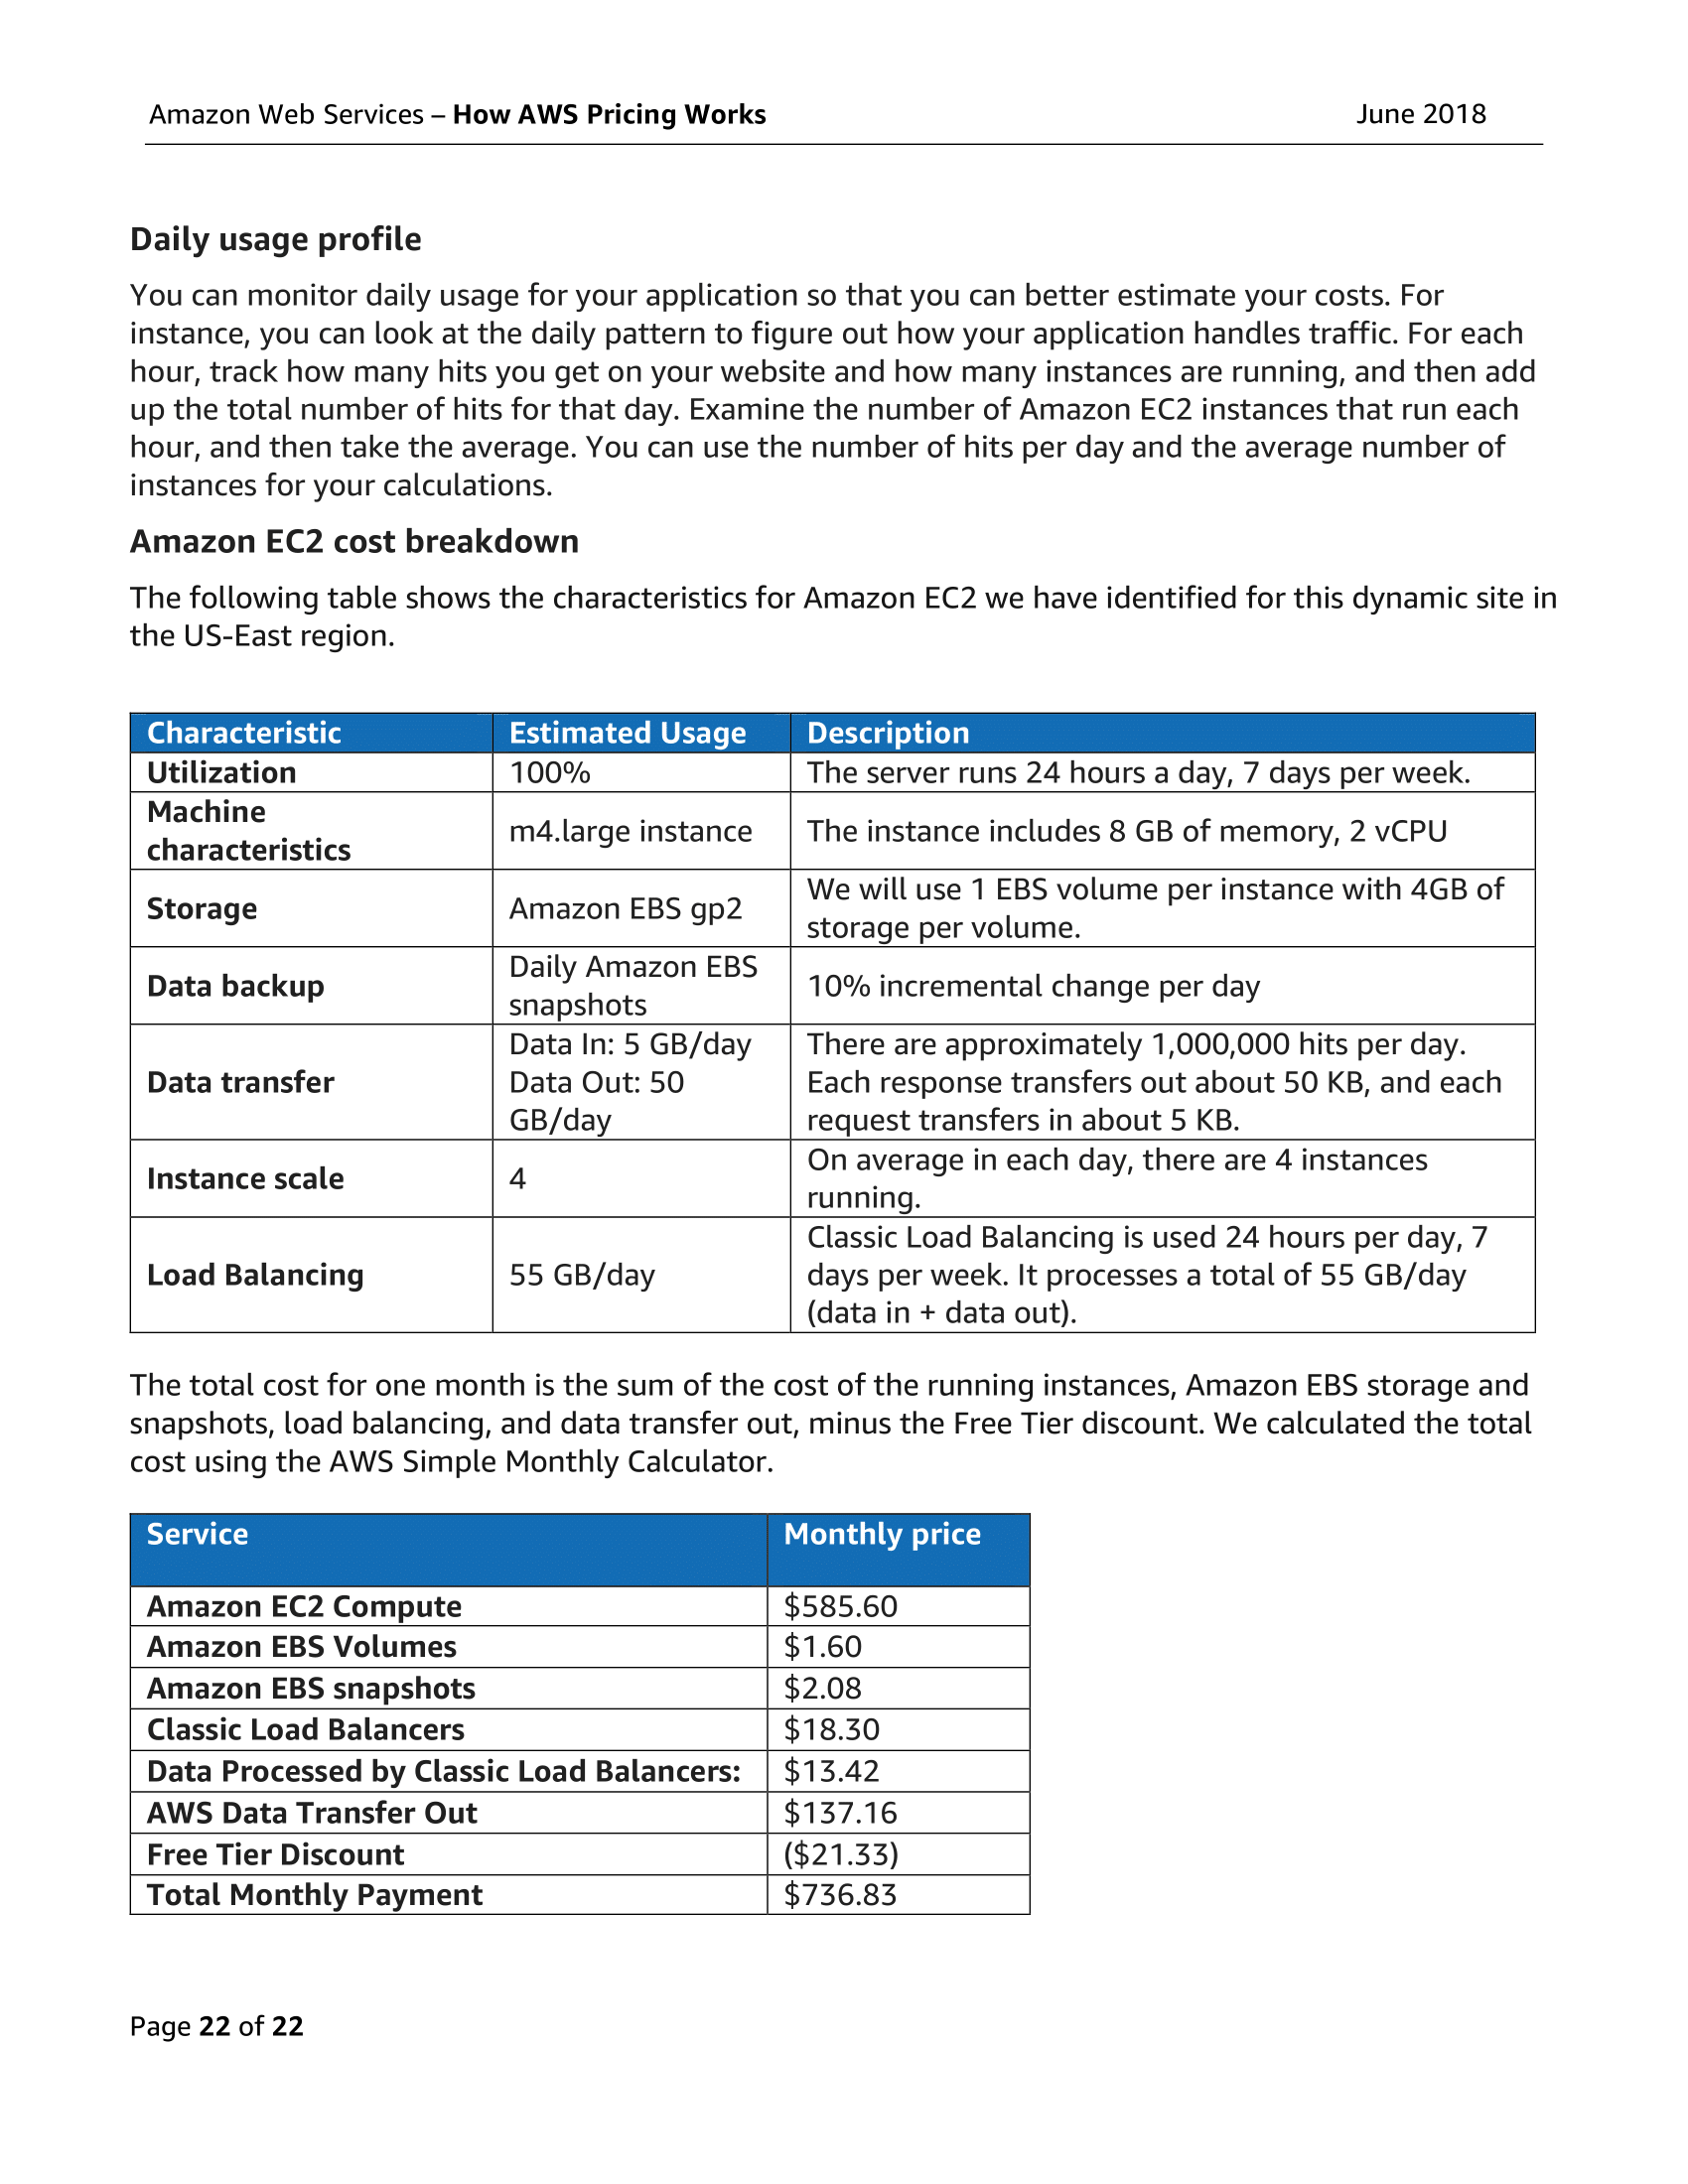 Amazon Web Services – How AWS Pricing Works June 2018
Daily usage profile
You can monitor daily usage for your application so that you can better estimate your costs. For
instance, you can look at the daily pattern to figure out how your application handles traffic. For each
hour, track how many hits you get on your website and how many instances are running, and then add
up the total number of hits for that day. Examine the number of Amazon EC2 instances that run each
hour, and then take the average. You can use the number of hits per day and the average number of
instances for your calculations.
Amazon EC2 cost breakdown
The following table shows the characteristics for Amazon EC2 we have identified for this dynamic site in
the US-East region.
Characteristic Estimated Usage Description
Utilization 100% The server runs 24 hours a day, 7 days per week.
Machine
characteristics
m4.large instance The instance includes 8 GB of memory, 2 vCPU
Storage Amazon EBS gp2
We will use 1 EBS volume per instance with 4GB of
storage per volume.
Data backup
Daily Amazon EBS
snapshots
10% incremental change per day
Data transfer
Data In: 5 GB/day
Data Out: 50
GB/day
There are approximately 1,000,000 hits per day.
Each response transfers out about 50 KB, and each
request transfers in about 5 KB.
Instance scale 4
On average in each day, there are 4 instances
running.
Load Balancing 55 GB/day
Classic Load Balancing is used 24 hours per day, 7
days per week. It processes a total of 55 GB/day
(data in + data out).
The total cost for one month is the sum of the cost of the running instances, Amazon EBS storage and
snapshots, load balancing, and data transfer out, minus the Free Tier discount. We calculated the total
cost using the AWS Simple Monthly Calculator.
Service Monthly price
Amazon EC2 Compute $585.60
Amazon EBS Volumes $1.60
Amazon EBS snapshots $2.08
Classic Load Balancers $18.30
Data Processed by Classic Load Balancers: $13.42
AWS Data Transfer Out $137.16
Free Tier Discount ($21.33)
Total Monthly Payment $736.83
Page 22 of 22